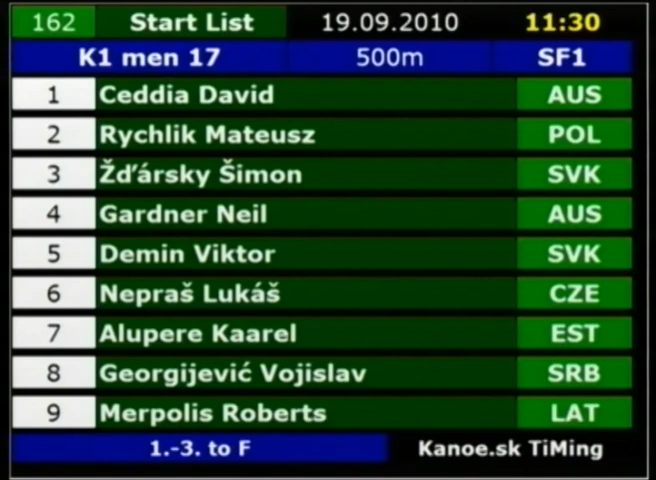 162 Start List 19.09.2010 11:30
K1 men 17 500m SF1
1 Ceddia David AUS
2 Rychlik Mateusz POL
3 Žďársky Šimon SVK
4 Gardner Neil AUS
5 Demin Viktor SVK
6 Nepraš Lukáš CZE
7 Alupere Kaarel EST
8 Georgijević Vojislav SRB
9 Merpolis Roberts LAT
1.-3. to F Kanoe.sk TiMing